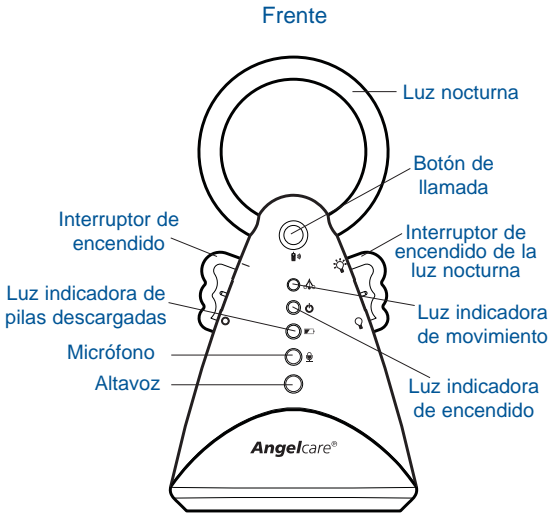 Frente
Luz nocturna
Botón de
llamada
Interruptor de
encendido
Interruptor de
encendido de la
luz nocturna
Luz indicadora de
pilas descargadas
Luz indicadora
de movimiento
Micrófono
Altavoz
Luz indicadora
de encendido
Angelcare®